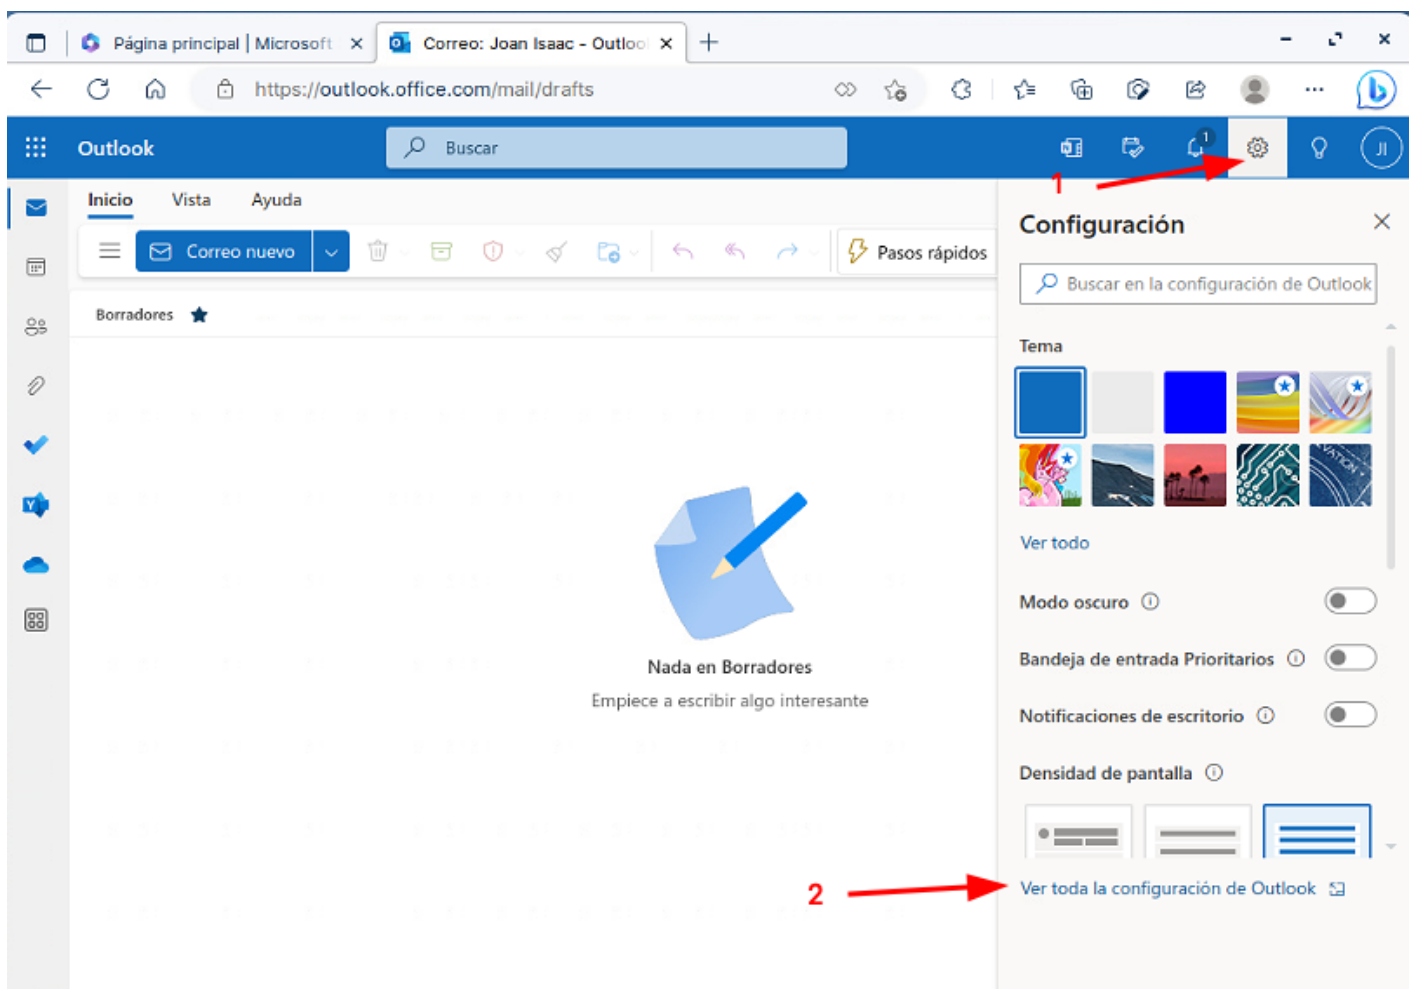 Página principal | Microsoft
Correo: Joan Isaac - Outloo
https://outlook.office.com/mail/drafts
Outlook
Buscar
1
JI
1
Inicio Vista Ayuda
Configuración
Correo nuevo
Pasos rápidos
Buscar en la configuración de Outlook
Borradores
Tema
Ver todo
Modo oscuro
Nada en Borradores
Bandeja de entrada Prioritarios
Empiece a escribir algo interesante
Notificaciones de escritorio
Densidad de pantalla
2
Ver toda la configuración de Outlook